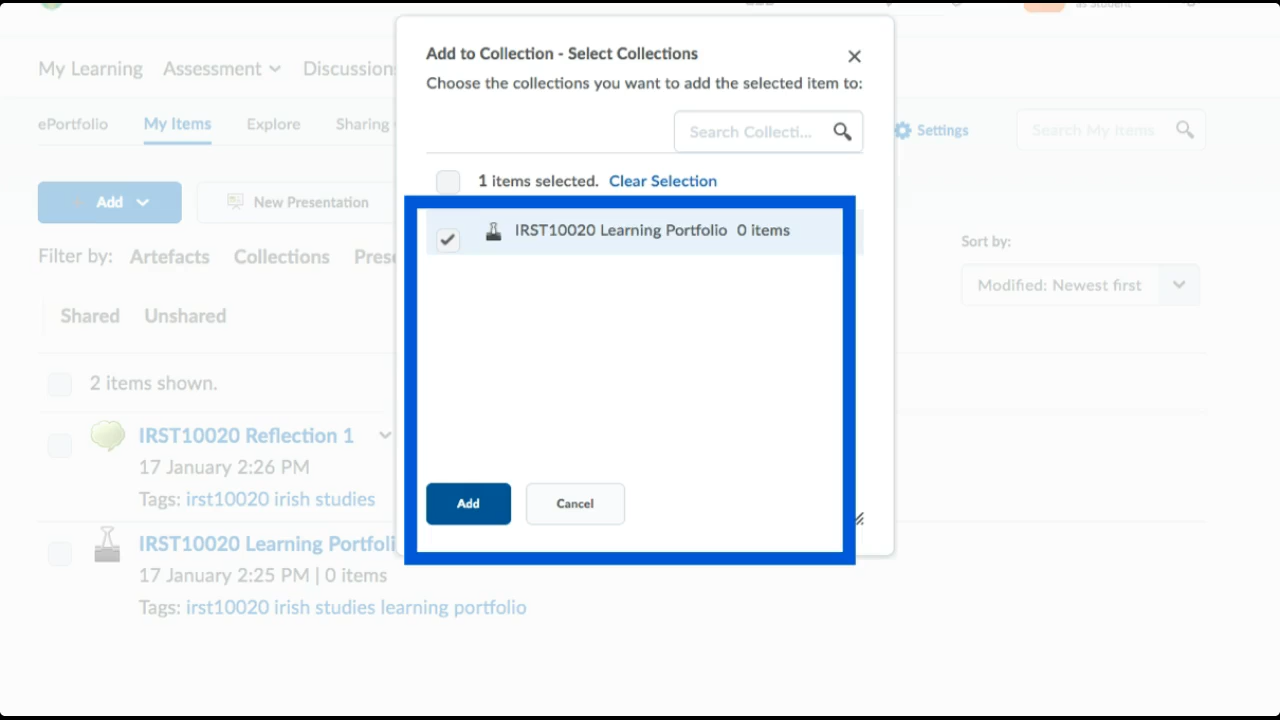 as Student
Add to Collection - Select Collections
My Learning Assessment Discussions
Choose the collections you want to add the selected item to:
ePortfolio My Items Explore Sharing
Search Collecti...
Settings
Search My Items
1 items selected. Clear Selection
Add
New Presentation
IRST10020 Learning Portfolio 0 items
Filter by: Artefacts Collections
Sort by:
Modified: Newest first
Shared Unshared
2 items shown.
IRST10020 Reflection 1
17 January 2:26 PM
Tags: irst10020 irish studies
Add Cancel
IRST10020 Learning Portfoli
17 January 2:25 PM | 0 items
Tags: irst10020 irish studies learning portfolio